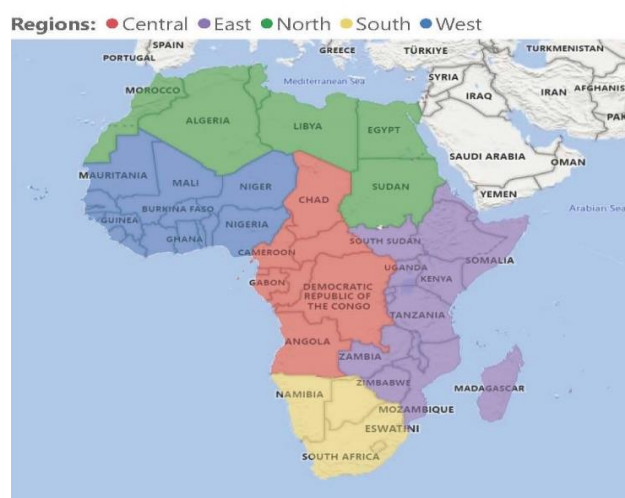 Regions: Central East North South West
SPAIN
PORTUGAL
GREECE
TÜRKIYE
TURKMENISTAN
SYRIA
Mediterranean Sea
MOROCCO
IRAQ
IRAN
AFGHANIS
PAK
ALGERIA
LIBYA
EGYPT
SAUDI ARABIA
OMAN
MAURITANIA
MALI
NIGER
SUDAN
YEMEN
CHAD
Arabian Sea
BURKINA FASO
GUINEA
NIGERIA
GHANA
SOUTH SUDAN
CAMEROON
SOMALIA
UGANDA
KENYA
GABON
DEMOCRATIC
REPUBLIC OF
THE CONGO
TANZANIA
ANGOLA
ZAMBIA
ZIMBABWE
MADAGASCAR
NAMIBIA
MOZAMBIQUE
ESWATINI
SOUTH AFRICA